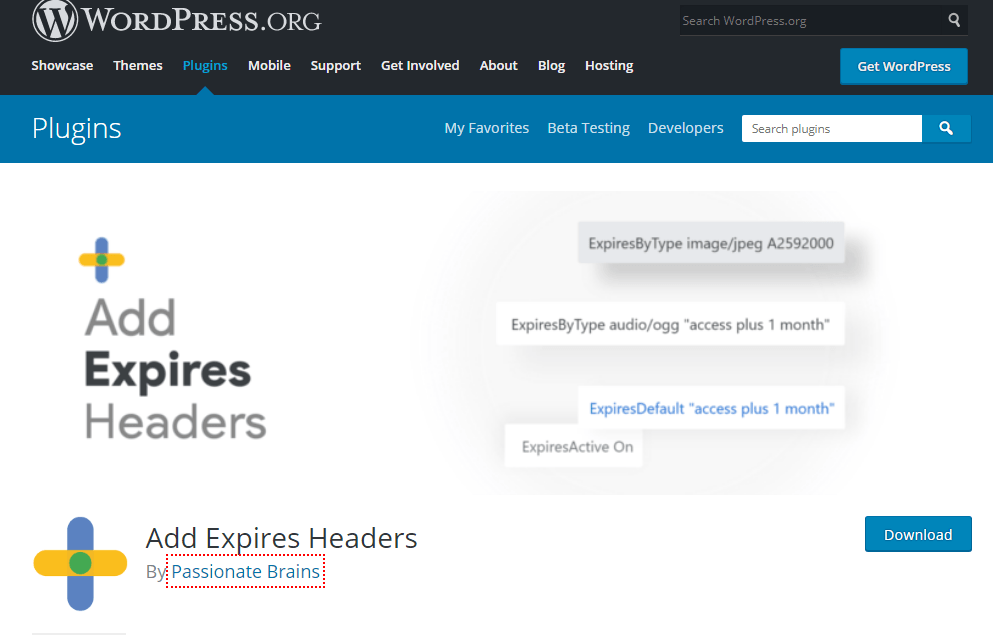 WORDPRESS.ORG
Search WordPress.org
Showcase Themes Plugins Mobile Support Get Involved About Blog Hosting
Get WordPress
Plugins
My Favorites Beta Testing Developers
Search plugins
Add
Expires
Headers
ExpiresByType image/jpeg A2592000
ExpiresByType audio/ogg "access plus 1 month"
ExpiresDefault "access plus 1 month"
ExpiresActive On
Add Expires Headers
By Passionate Brains
Download